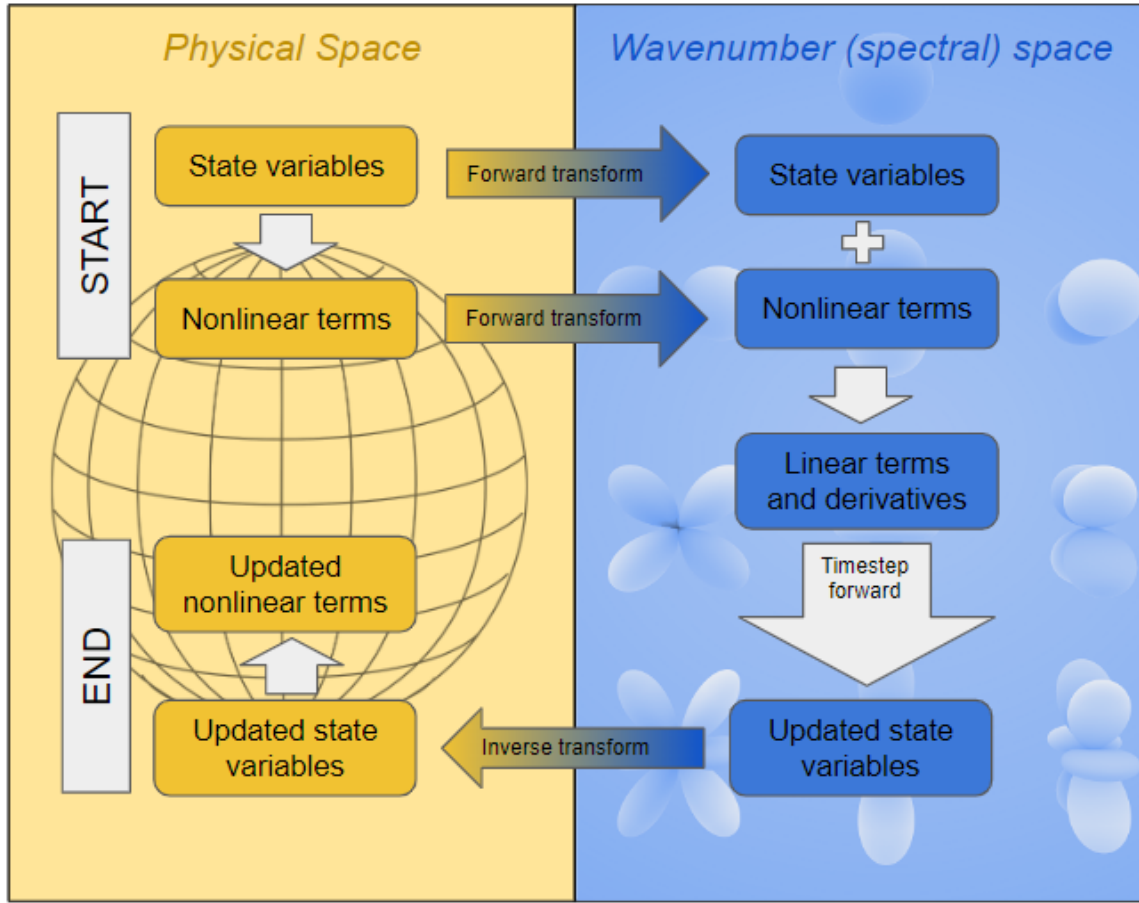 Physical Space
Wavenumber (spectral) space
START
State variables
Forward transform
State variables
Nonlinear terms
Forward transform
Nonlinear terms
Linear terms
and derivatives
Timestep
forward
END
Updated
nonlinear terms
Updated state
variables
Inverse transform
Updated state
variables